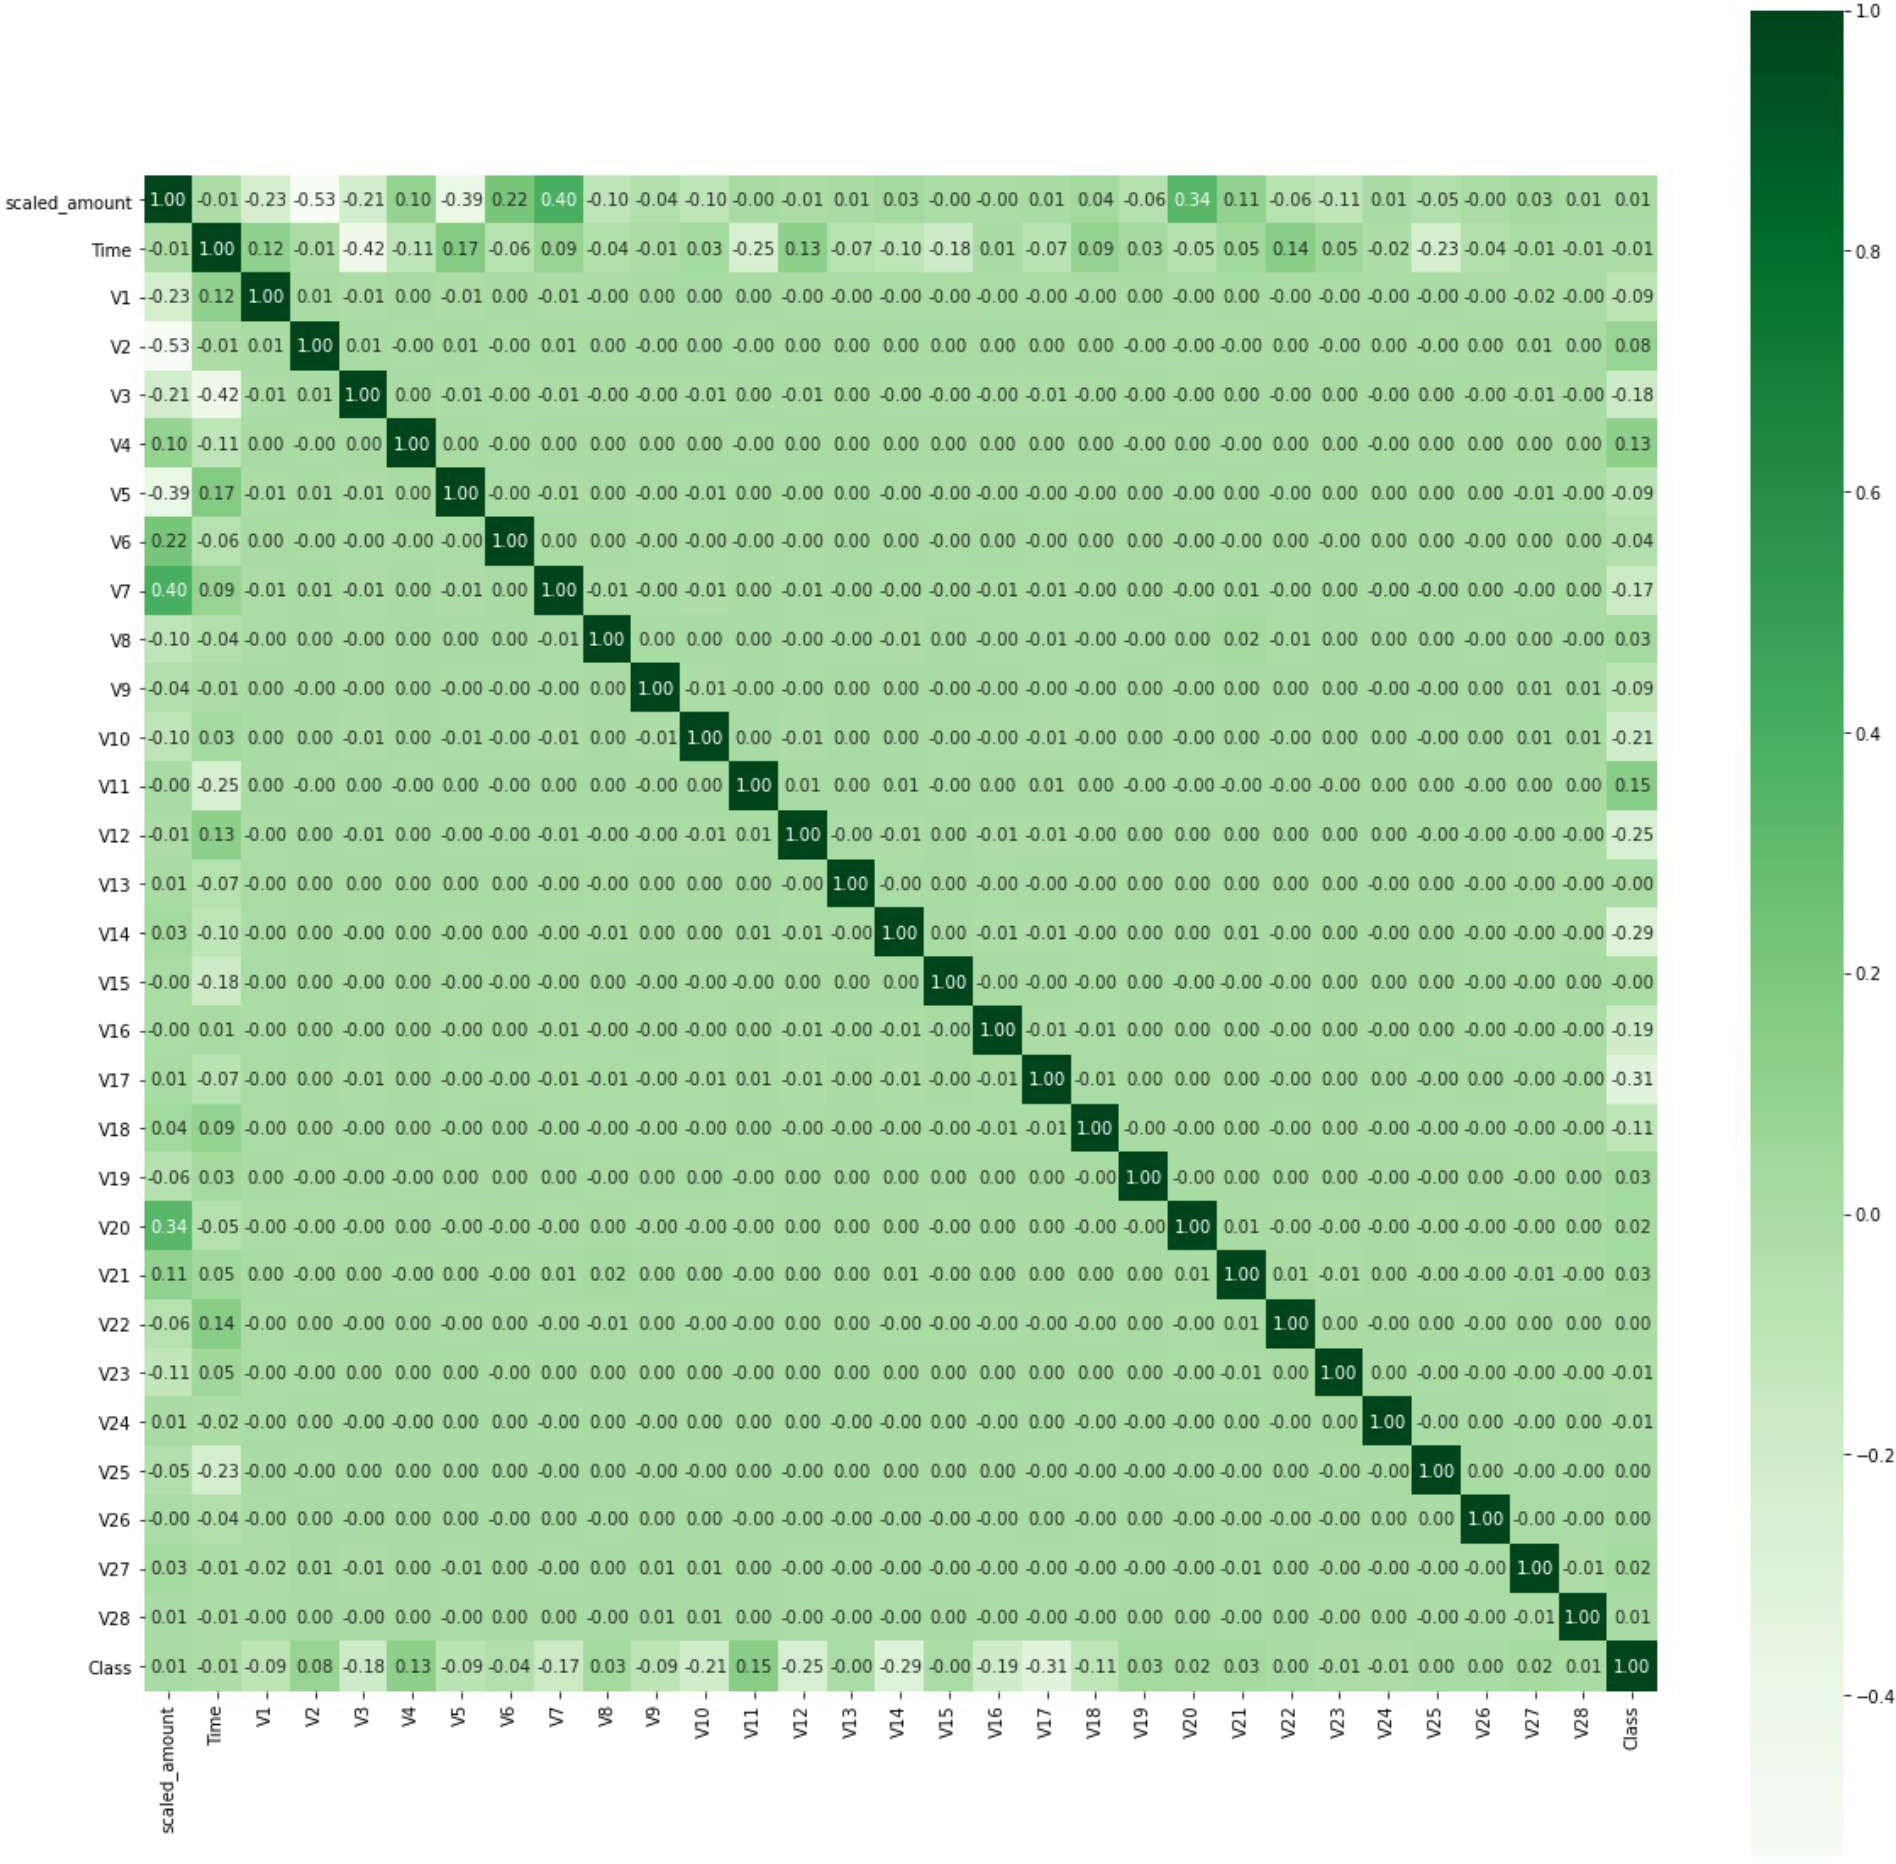 scaled_amount 1.00 -0.01 -0.23 -0.53 -0.21 0.10 -0.39 0.22 0.40 -0.10 -0.04 -0.10 -0.00 -0.01 0.01 0.03 -0.00 -0.00 0.01 0.04 -0.06 0.34 0.11 -0.06 -0.11 0.01 -0.05 -0.00 0.03 0.01 0.01
Time -0.01 1.00 0.12 -0.01 -0.42 -0.11 0.17 -0.06 0.09 -0.04 -0.01 0.03 -0.25 0.13 -0.07 -0.10 -0.18 0.01 -0.07 0.09 0.03 -0.05 0.05 0.14 0.05 -0.02 -0.23 -0.04 -0.01 -0.01 -0.01
V1 -0.23 0.12 1.00 0.01 -0.01 0.00 -0.01 0.00 -0.01 -0.00 0.00 0.00 0.00 -0.00 -0.00 -0.00 -0.00 -0.00 -0.00 -0.00 0.00 -0.00 0.00 -0.00 -0.00 -0.00 -0.00 -0.00 -0.02 -0.00 -0.09
V2 -0.53 -0.01 0.01 1.00 0.01 -0.00 0.01 -0.00 0.01 0.00 -0.00 0.00 -0.00 0.00 0.00 0.00 0.00 0.00 0.00 0.00 -0.00 -0.00 -0.00 0.00 -0.00 0.00 -0.00 0.00 0.01 0.00 0.08
V3 -0.21 -0.42 -0.01 0.01 1.00 0.00 -0.01 -0.00 -0.01 -0.00 -0.00 -0.01 0.00 -0.01 0.00 -0.00 -0.00 -0.00 -0.01 -0.00 -0.00 -0.00 0.00 -0.00 0.00 -0.00 0.00 -0.00 -0.01 -0.00 -0.18
V4 0.10 -0.11 0.00 -0.00 0.00 1.00 0.00 -0.00 0.00 0.00 0.00 0.00 -0.00 0.00 0.00 0.00 0.00 0.00 0.00 0.00 -0.00 0.00 -0.00 0.00 0.00 -0.00 0.00 -0.00 0.00 0.00 0.13
V5 -0.39 0.17 -0.01 0.01 -0.01 0.00 1.00 -0.00 -0.01 0.00 -0.00 -0.01 0.00 -0.00 0.00 -0.00 -0.00 -0.00 -0.00 -0.00 -0.00 -0.00 0.00 -0.00 0.00 0.00 0.00 0.00 -0.01 -0.00 -0.09
V6 0.22 -0.06 0.00 -0.00 -0.00 -0.00 -0.00 1.00 0.00 0.00 -0.00 -0.00 -0.00 -0.00 0.00 0.00 -0.00 0.00 -0.00 0.00 0.00 -0.00 -0.00 0.00 -0.00 0.00 0.00 -0.00 0.00 0.00 -0.04
V7 0.40 0.09 -0.01 0.01 -0.01 0.00 -0.01 0.00 1.00 -0.01 -0.00 -0.01 0.00 -0.01 -0.00 -0.00 -0.00 -0.01 -0.01 -0.00 0.00 -0.00 0.01 -0.00 0.00 -0.00 -0.00 0.00 -0.00 0.00 -0.17
V8 -0.10 -0.04 -0.00 0.00 -0.00 0.00 0.00 0.00 -0.01 1.00 0.00 0.00 0.00 -0.00 -0.00 -0.01 0.00 -0.00 -0.01 -0.00 -0.00 0.00 0.02 -0.01 0.00 0.00 0.00 -0.00 0.00 -0.00 0.03
V9 -0.04 -0.01 0.00 -0.00 -0.00 0.00 -0.00 -0.00 -0.00 0.00 1.00 -0.01 -0.00 -0.00 0.00 0.00 -0.00 -0.00 -0.00 -0.00 0.00 -0.00 0.00 0.00 0.00 -0.00 -0.00 0.00 0.01 0.01 -0.09
V10 -0.10 0.03 0.00 0.00 -0.01 0.00 -0.01 -0.00 -0.01 0.00 -0.01 1.00 0.00 -0.01 0.00 0.00 -0.00 -0.00 -0.01 -0.00 0.00 -0.00 0.00 -0.00 0.00 0.00 -0.00 0.00 0.01 0.01 -0.21
V11 -0.00 -0.25 0.00 -0.00 0.00 -0.00 0.00 -0.00 0.00 0.00 -0.00 0.00 1.00 0.01 0.00 0.01 -0.00 0.00 0.01 0.00 -0.00 -0.00 -0.00 -0.00 -0.00 0.00 -0.00 0.00 0.00 0.00 0.15
V12 -0.01 0.13 -0.00 0.00 -0.01 0.00 -0.00 -0.00 -0.01 -0.00 -0.00 -0.01 0.01 1.00 -0.00 -0.01 0.00 -0.01 -0.01 -0.00 0.00 0.00 0.00 0.00 0.00 0.00 -0.00 -0.00 -0.00 -0.00 -0.25
V13 0.01 -0.07 -0.00 0.00 0.00 0.00 0.00 0.00 -0.00 -0.00 0.00 0.00 0.00 -0.00 1.00 -0.00 0.00 -0.00 -0.00 -0.00 0.00 0.00 0.00 0.00 0.00 -0.00 0.00 -0.00 -0.00 -0.00 -0.00
V14 0.03 -0.10 -0.00 0.00 -0.00 0.00 -0.00 0.00 -0.00 -0.01 0.00 0.00 0.01 -0.01 -0.00 1.00 0.00 -0.01 -0.01 -0.00 0.00 0.00 0.01 -0.00 0.00 -0.00 0.00 -0.00 -0.00 -0.00 -0.29
V15 -0.00 -0.18 -0.00 0.00 -0.00 0.00 -0.00 -0.00 -0.00 0.00 -0.00 -0.00 -0.00 0.00 0.00 0.00 1.00 -0.00 -0.00 -0.00 -0.00 0.00 -0.00 -0.00 0.00 0.00 0.00 -0.00 -0.00 0.00 -0.00
V16 -0.00 0.01 -0.00 0.00 -0.00 0.00 -0.00 0.00 -0.01 -0.00 -0.00 -0.00 0.00 -0.01 -0.00 -0.01 -0.00 1.00 -0.01 -0.01 0.00 0.00 0.00 -0.00 0.00 -0.00 0.00 -0.00 -0.00 -0.00 -0.19
V17 0.01 -0.07 -0.00 0.00 -0.01 0.00 -0.00 -0.00 -0.01 -0.01 -0.00 -0.01 0.01 -0.01 -0.00 -0.01 -0.00 -0.01 1.00 -0.01 0.00 0.00 0.00 -0.00 0.00 0.00 -0.00 0.00 -0.00 -0.00 -0.31
V18 0.04 0.09 -0.00 0.00 -0.00 0.00 -0.00 0.00 -0.00 -0.00 -0.00 -0.00 0.00 -0.00 -0.00 -0.00 -0.00 -0.01 -0.01 1.00 -0.00 -0.00 0.00 -0.00 0.00 -0.00 -0.00 0.00 -0.00 0.00 -0.11
V19 -0.06 0.03 0.00 -0.00 -0.00 -0.00 -0.00 0.00 0.00 -0.00 0.00 0.00 -0.00 0.00 0.00 0.00 -0.00 0.00 0.00 -0.00 1.00 -0.00 0.00 0.00 0.00 -0.00 -0.00 0.00 -0.00 0.00 0.03
V20 0.34 -0.05 -0.00 -0.00 -0.00 0.00 -0.00 -0.00 -0.00 0.00 -0.00 -0.00 -0.00 0.00 0.00 0.00 0.00 0.00 0.00 -0.00 -0.00 1.00 0.01 -0.00 -0.00 0.00 -0.00 -0.00 -0.00 0.00 0.02
V21 0.11 0.05 0.00 -0.00 0.00 -0.00 0.00 -0.00 0.01 0.02 0.00 0.00 -0.00 0.00 0.00 0.01 -0.00 0.00 0.00 0.00 0.00 0.01 1.00 0.01 -0.01 0.00 -0.00 -0.00 -0.01 -0.00 0.03
V22 -0.06 0.14 -0.00 0.00 -0.00 0.00 -0.00 0.00 -0.00 -0.01 0.00 -0.00 -0.00 0.00 0.00 -0.00 -0.00 -0.00 -0.00 -0.00 0.00 -0.00 0.01 1.00 0.00 -0.00 0.00 -0.00 0.00 0.00 0.00
V23 -0.11 0.05 -0.00 -0.00 0.00 0.00 0.00 -0.00 0.00 0.00 0.00 0.00 -0.00 0.00 0.00 0.00 0.00 0.00 0.00 0.00 0.00 -0.00 -0.01 0.00 1.00 0.00 -0.00 -0.00 -0.00 -0.00 -0.01
V24 0.01 -0.02 -0.00 0.00 -0.00 -0.00 0.00 0.00 -0.00 0.00 -0.00 0.00 0.00 0.00 -0.00 -0.00 0.00 -0.00 0.00 -0.00 -0.00 0.00 0.00 -0.00 0.00 1.00 -0.00 0.00 -0.00 0.00 -0.01
V25 -0.05 -0.23 -0.00 -0.00 0.00 0.00 0.00 0.00 -0.00 0.00 -0.00 -0.00 -0.00 -0.00 0.00 0.00 0.00 0.00 -0.00 -0.00 -0.00 -0.00 -0.00 0.00 -0.00 -0.00 1.00 0.00 -0.00 -0.00 0.00
V26 -0.00 -0.04 -0.00 0.00 -0.00 -0.00 0.00 -0.00 0.00 -0.00 0.00 0.00 0.00 -0.00 -0.00 -0.00 -0.00 -0.00 0.00 0.00 0.00 -0.00 -0.00 -0.00 -0.00 0.00 0.00 1.00 -0.00 -0.00 0.00
V27 0.03 -0.01 -0.02 0.01 -0.01 0.00 -0.01 0.00 -0.00 0.00 0.01 0.01 0.00 -0.00 -0.00 -0.00 -0.00 -0.00 -0.00 -0.00 -0.00 -0.00 -0.01 0.00 -0.00 -0.00 -0.00 -0.00 1.00 -0.01 0.02
V28 0.01 -0.01 -0.00 0.00 -0.00 0.00 -0.00 0.00 0.00 -0.00 0.01 0.01 0.00 -0.00 -0.00 -0.00 0.00 -0.00 -0.00 0.00 0.00 0.00 -0.00 0.00 -0.00 0.00 -0.00 -0.00 -0.01 1.00 0.01
Class 0.01 -0.01 -0.09 0.08 -0.18 0.13 -0.09 -0.04 -0.17 0.03 -0.09 -0.21 0.15 -0.25 -0.00 -0.29 -0.00 -0.19 -0.31 -0.11 0.03 0.02 0.03 0.00 -0.01 -0.01 0.00 0.00 0.02 0.01 1.00
scaled_amount Time V1 V2 V3 V4 V5 V6 V7 V8 V9 V10 V11 V12 V13 V14 V15 V16 V17 V18 V19 V20 V21 V22 V23 V24 V25 V26 V27 V28 Class
1.0
0.8
0.6
0.4
0.2
0.0
−0.2
−0.4